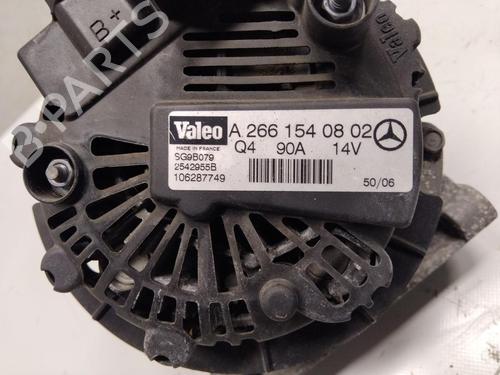 B+
Valeo
Valeo A 266 154 08 02
MADE IN FRANCE Q4 90A 14V
SG9B079
2542955B
106287749
50/06
B-PARTS